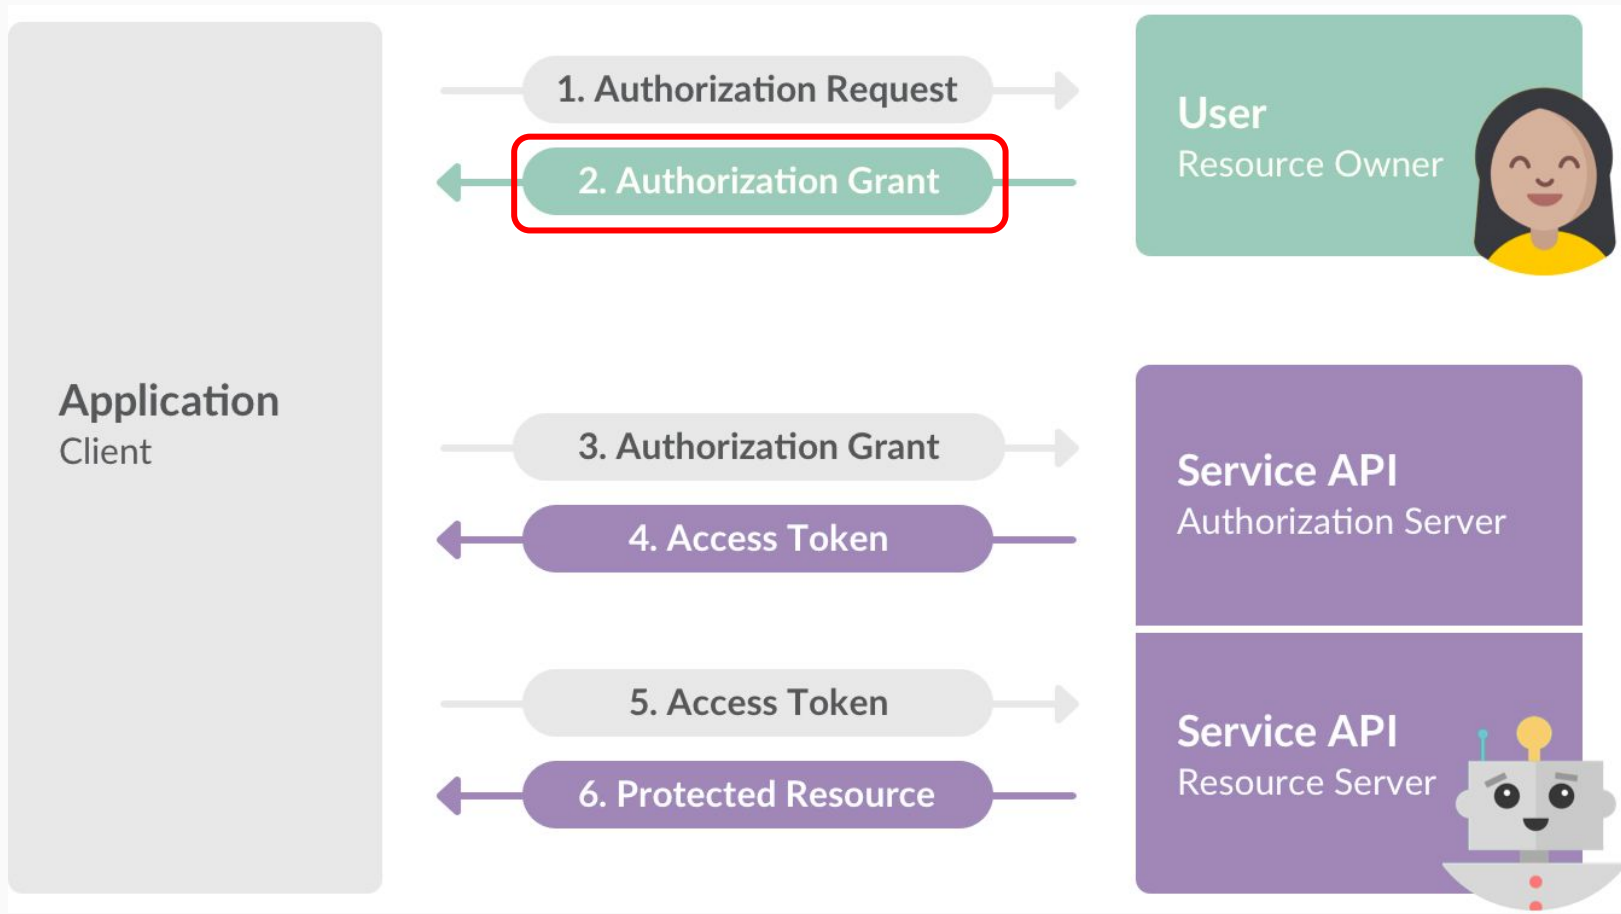 1. Authorization Request
2. Authorization Grant
User
Resource Owner
Application
Client
3. Authorization Grant
4. Access Token
Service API
Authorization Server
5. Access Token
6. Protected Resource
Service API
Resource Server